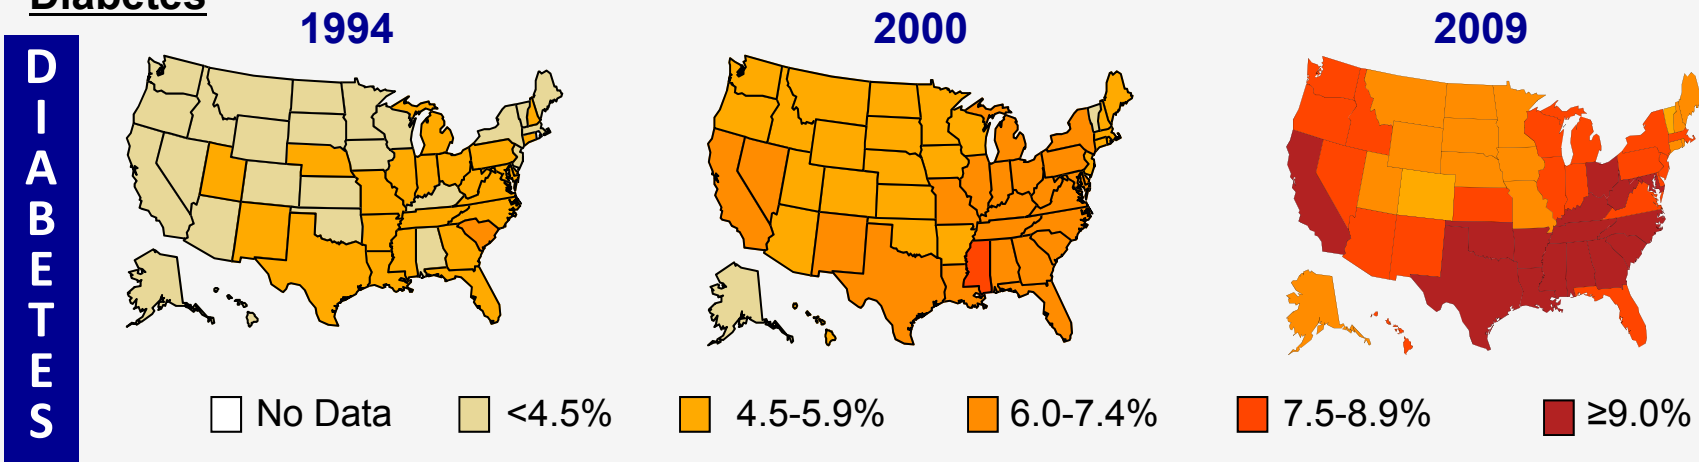 Diabetes
1994 2000 2009
D
I
A
B
E
T
E
S
No Data <4.5% 4.5-5.9% 6.0-7.4% 7.5-8.9% ≥9.0%